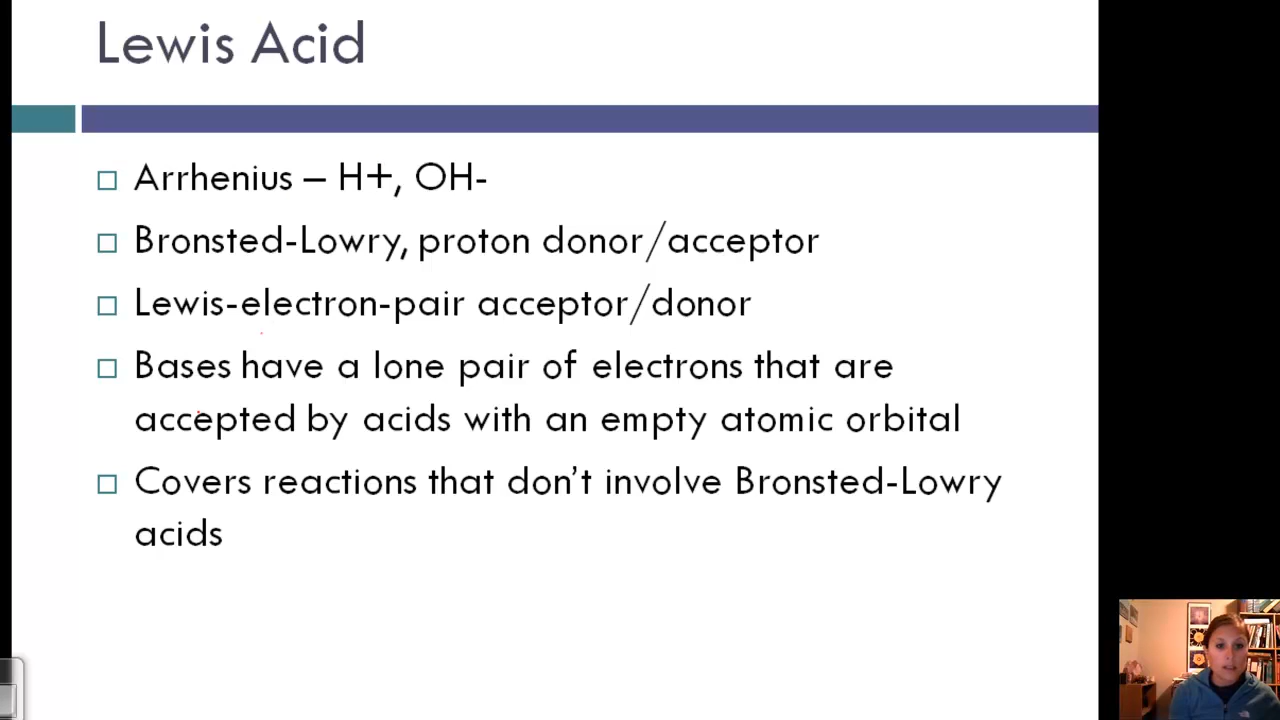 Lewis Acid
Arrhenius – H+, OH-
Bronsted-Lowry, proton donor/acceptor
Lewis-electron-pair acceptor/donor
Bases have a lone pair of electrons that are
accepted by acids with an empty atomic orbital
Covers reactions that don't involve Bronsted-Lowry
acids